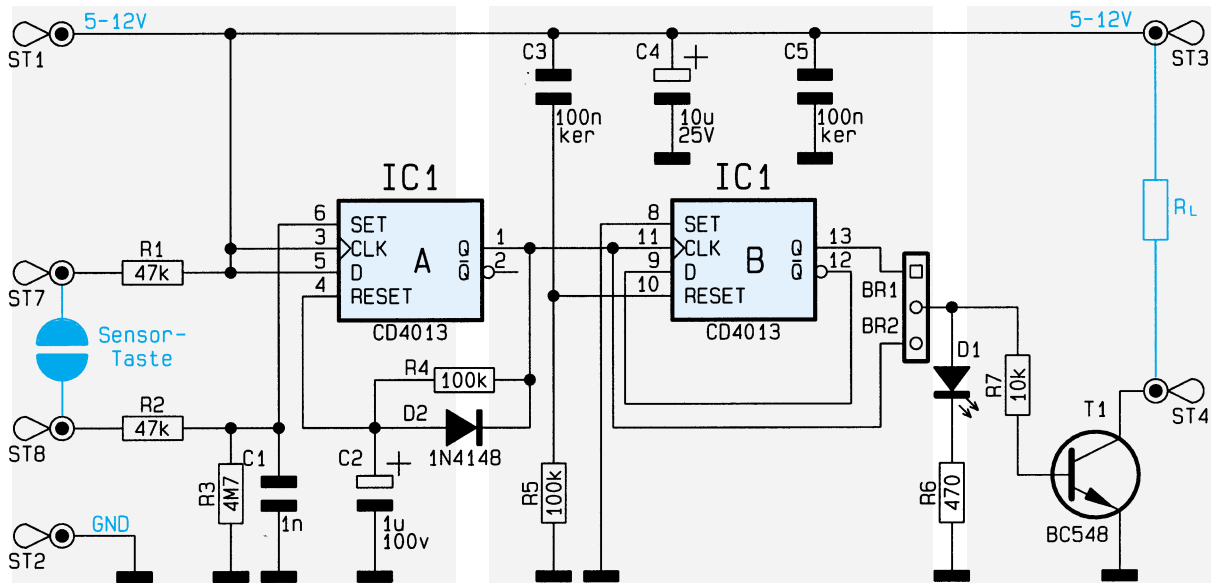 5-12V
ST1
C3
C4
+
C5
5-12V
ST3
100n
ker
10u
25V
100n
ker
IC1
6
SET
3
CLK
5
D
4
RESET
A
Q
1
Q̅
2
CD4013
IC1
8
SET
11
CLK
9
D
10
RESET
B
Q
13
Q̅
12
CD4013
BR1
BR2
RL
R1
47k
ST7
Sensor-
Taste
R2
47k
ST8
R3
4M7
C1
1n
R4
100k
D2
1N4148
C2
+
1u
100v
R5
100k
D1
R7
10k
R6
470
T1
BC548
ST4
GND
ST2